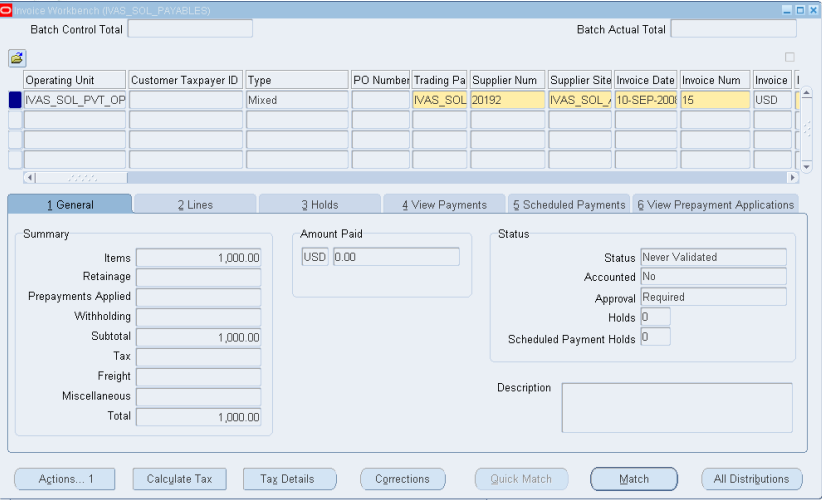 Invoice Workbench (IVAS_SOL_PAYABLES)
Batch Control Total
Batch Actual Total
Operating Unit Customer Taxpayer ID Type PO Number Trading Pa Supplier Num Supplier Site Invoice Date Invoice Num Invoice I
IVAS_SOL_PVT_OP Mixed IVAS_SOL 20192 IVAS_SOL_A 10-SEP-2008 15 USD
1 General 2 Lines 3 Holds 4 View Payments 5 Scheduled Payments 6 View Prepayment Applications
Summary
Items 1,000.00
Retainage
Prepayments Applied
Withholding
Subtotal 1,000.00
Tax
Freight
Miscellaneous
Total 1,000.00
Amount Paid
USD 0.00
Status
Status Never Validated
Accounted No
Approval Required
Holds 0
Scheduled Payment Holds 0
Description
Actions... 1 Calculate Tax Tax Details Corrections Quick Match Match All Distributions